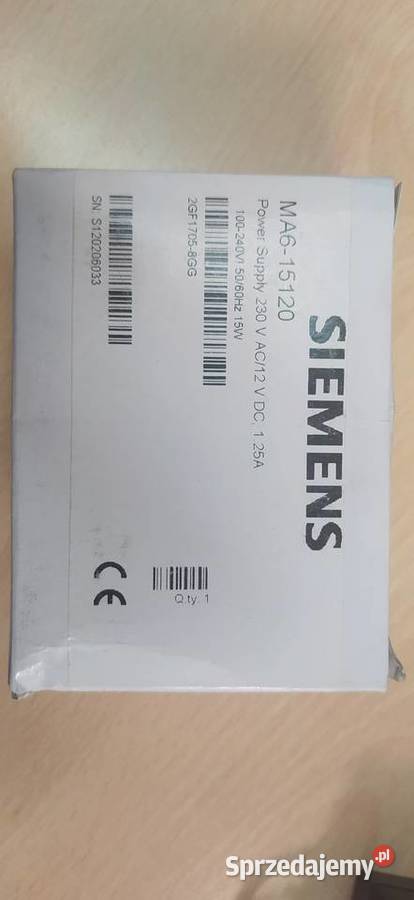 SIEMENS
MA6-15120
Power Supply 230 V AC/12 V DC, 1.25A
100-240V! 50/60Hz 15W
2GF1705-8GG
SN: S120206033
Q.ty. 1
CE
Sprzedajemy.pl